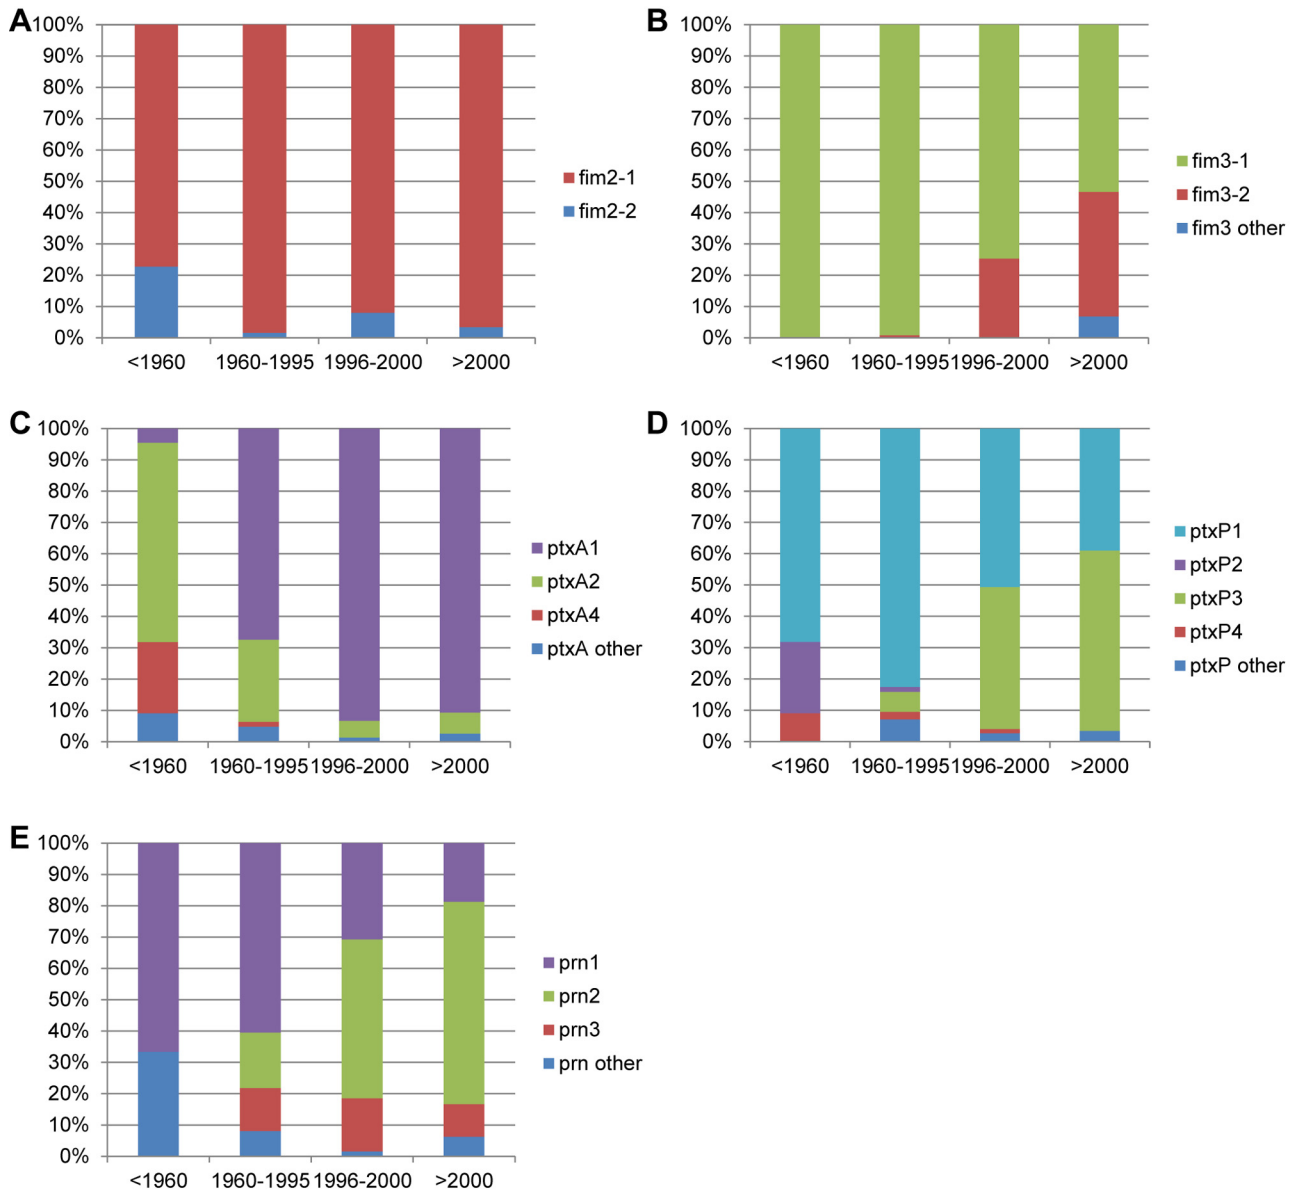 A
100%
90%
80%
70%
60%
50%
40%
30%
20%
10%
0%
<1960 1960-1995 1996-2000 >2000
fim2-1
fim2-2
B
100%
90%
80%
70%
60%
50%
40%
30%
20%
10%
0%
<1960 1960-1995 1996-2000 >2000
fim3-1
fim3-2
fim3 other
C
100%
90%
80%
70%
60%
50%
40%
30%
20%
10%
0%
<1960 1960-1995 1996-2000 >2000
ptxA1
ptxA2
ptxA4
ptxA other
D
100%
90%
80%
70%
60%
50%
40%
30%
20%
10%
0%
<1960 1960-1995 1996-2000 >2000
ptxP1
ptxP2
ptxP3
ptxP4
ptxP other
E
100%
90%
80%
70%
60%
50%
40%
30%
20%
10%
0%
<1960 1960-1995 1996-2000 >2000
prn1
prn2
prn3
prn other